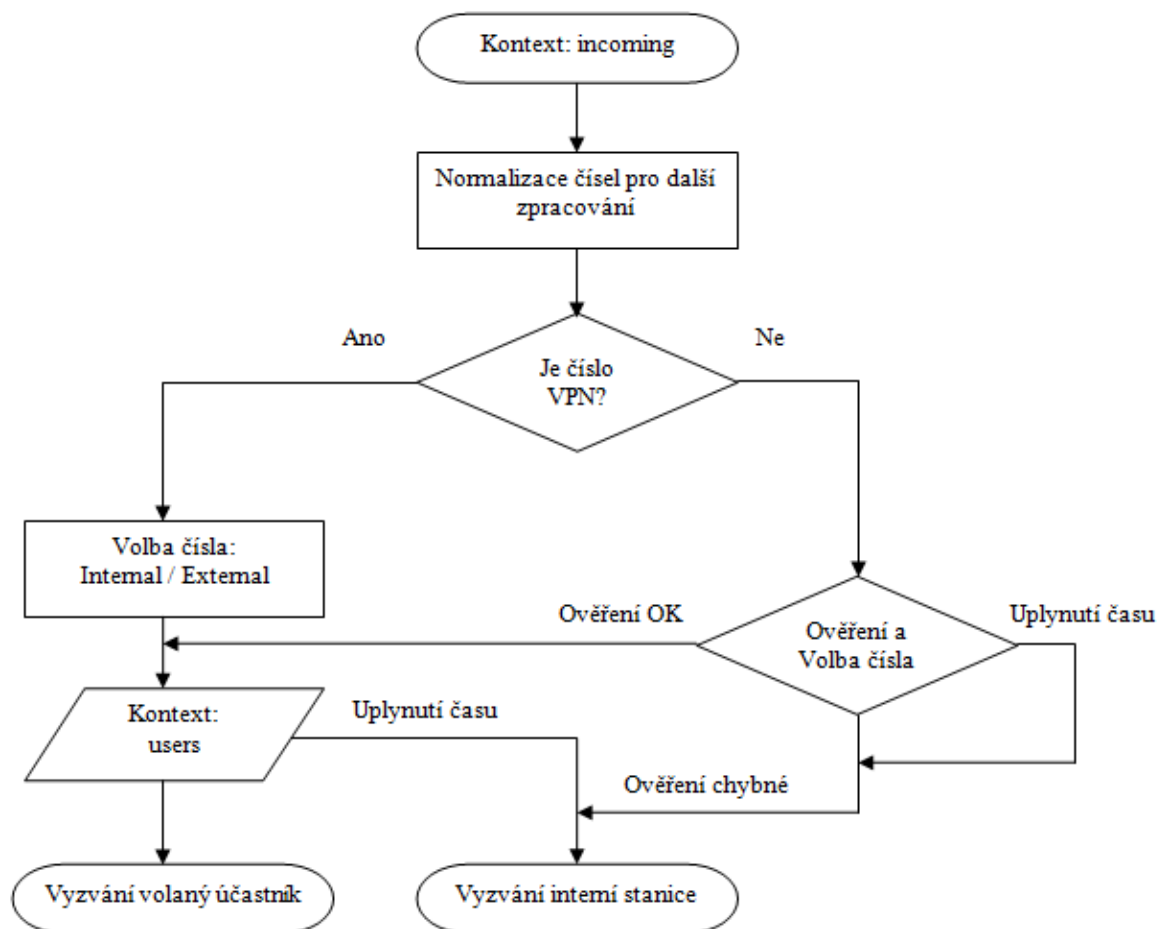 Kontext: incoming
Normalizace čísel pro další
zpracování
Ano
Ne
Je číslo
VPN?
Volba čísla:
Internal / External
Ověření OK
Ověření a
Volba čísla
Uplynutí času
Kontext:
users
Uplynutí času
Ověření chybné
Vyzvání volaný účastník
Vyzvání interní stanice